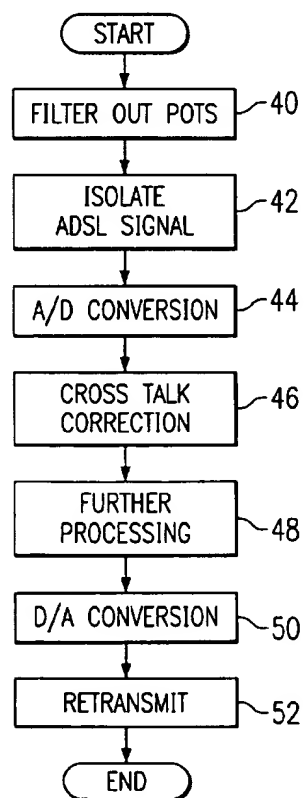 START
FILTER OUT POTS
40
ISOLATE
ADSL SIGNAL
42
A/D CONVERSION
44
CROSS TALK
CORRECTION
46
FURTHER
PROCESSING
48
D/A CONVERSION
50
RETRANSMIT
52
END